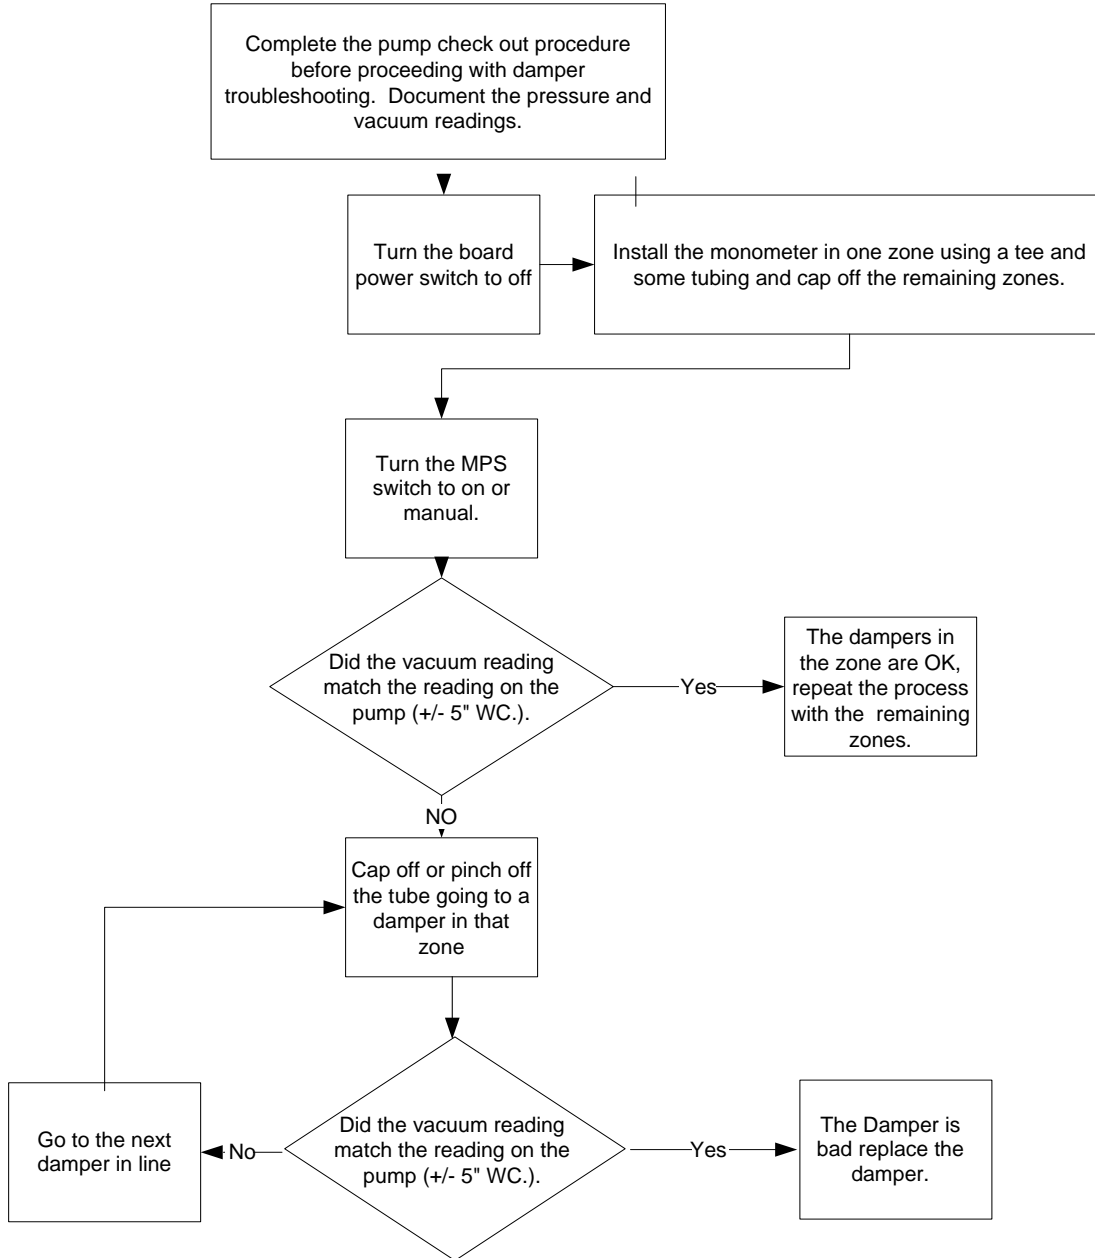 Complete the pump check out procedure
before proceeding with damper
troubleshooting.  Document the pressure and
vacuum readings.
Turn the board
power switch to off
Install the monometer in one zone using a tee and
some tubing and cap off the remaining zones.
Turn the MPS
switch to on or
manual.
Did the vacuum reading
match the reading on the
pump (+/- 5" WC.).
Yes
The dampers in
the zone are OK,
repeat the process
with the  remaining
zones.
NO
Cap off or pinch off
the tube going to a
damper in that
zone
Did the vacuum reading
match the reading on the
pump (+/- 5" WC.).
No
Go to the next
damper in line
Yes
The Damper is
bad replace the
damper.